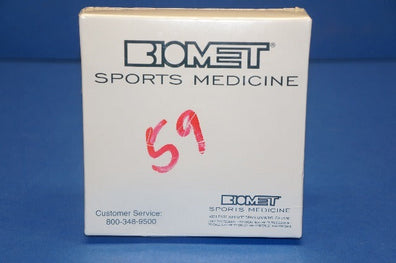 BIOMET®
SPORTS MEDICINE
59
BIOMET
SPORTS MEDICINE
Customer Service:
800-348-9500